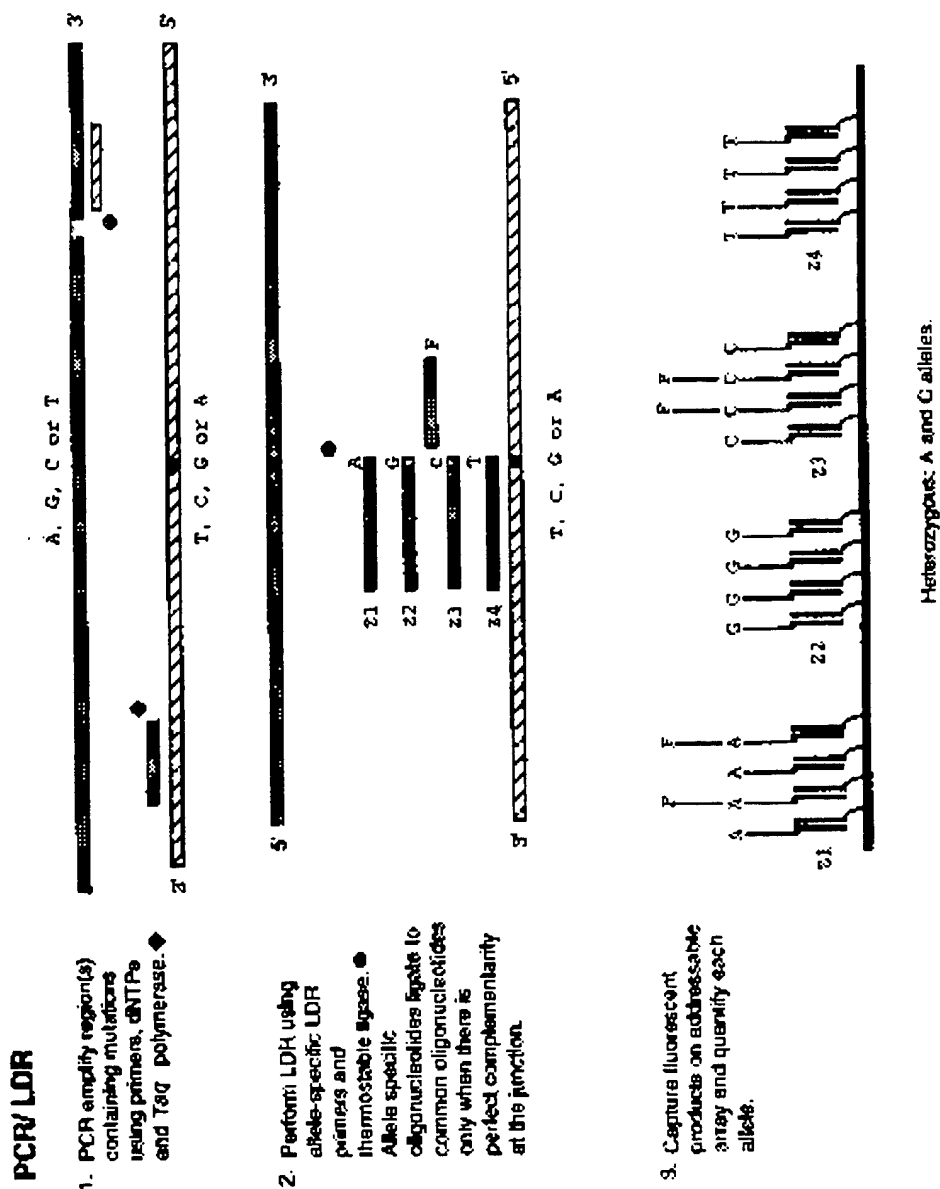 PCR/ LDR
1. PCR amplify region(s)
containing mutations
using primers, dNTPs
and Taq polymerase.
A, G, C or T
3'
3'
5'
T, C, G or A
2. Perform LDR using
allele-specific LDR
primers and
thermostable ligase.
Allele specific
oligonucleotides ligate to
common oligonucleotides
only when there is
perfect complementarity
at the junction.
5'
3'
Z1
A
Z2
G
F
Z3
C
Z4
T
3'
5'
T, C, G or A
3. Capture fluorescent
products on addressable
array and quantify each
allele.
F F F F
A A A A G G G G C C C C T T T T
Z1 Z2 Z3 Z4
Heterozygous: A and C alleles.